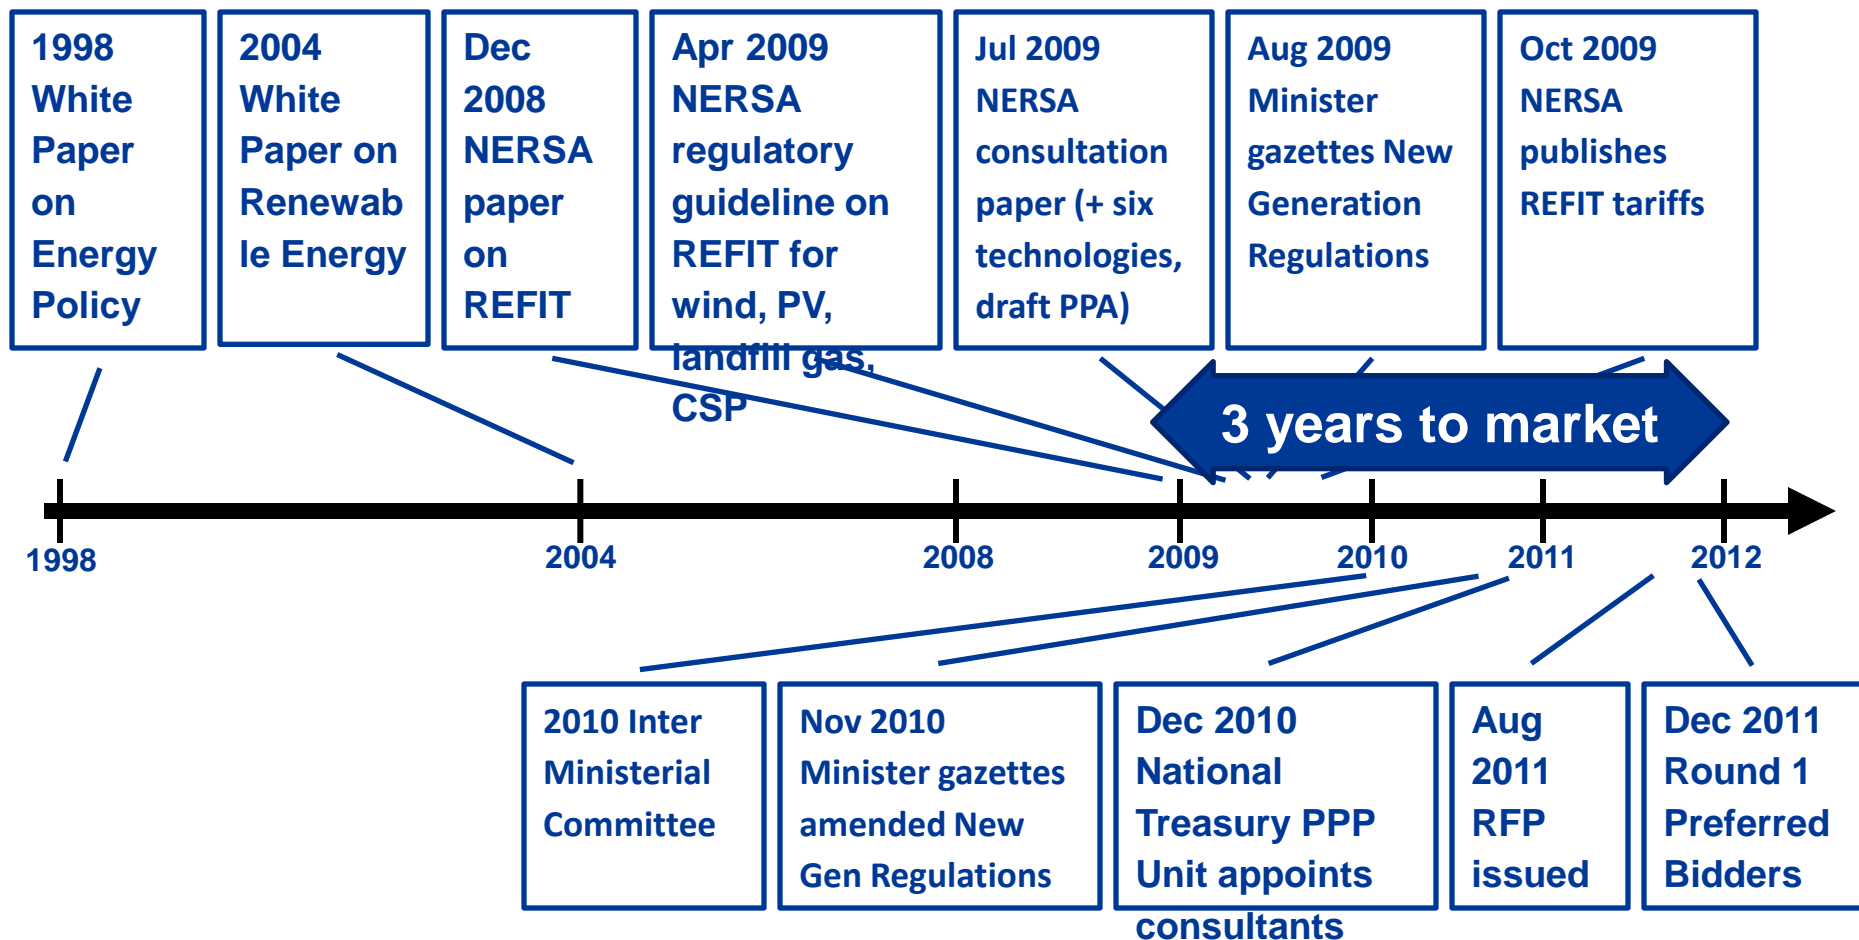 1998
White
Paper
on
Energy
Policy
2004
White
Paper on
Renewab
le Energy
Dec
2008
NERSA
paper
on
REFIT
Apr 2009
NERSA
regulatory
guideline on
REFIT for
wind, PV,
landfill gas,
CSP
Jul 2009
NERSA
consultation
paper (+ six
technologies,
draft PPA)
Aug 2009
Minister
gazettes New
Generation
Regulations
Oct 2009
NERSA
publishes
REFIT tariffs
3 years to market
1998
2004
2008
2009
2010
2011
2012
2010 Inter
Ministerial
Committee
Nov 2010
Minister gazettes
amended New
Gen Regulations
Dec 2010
National
Treasury PPP
Unit appoints
consultants
Aug
2011
RFP
issued
Dec 2011
Round 1
Preferred
Bidders